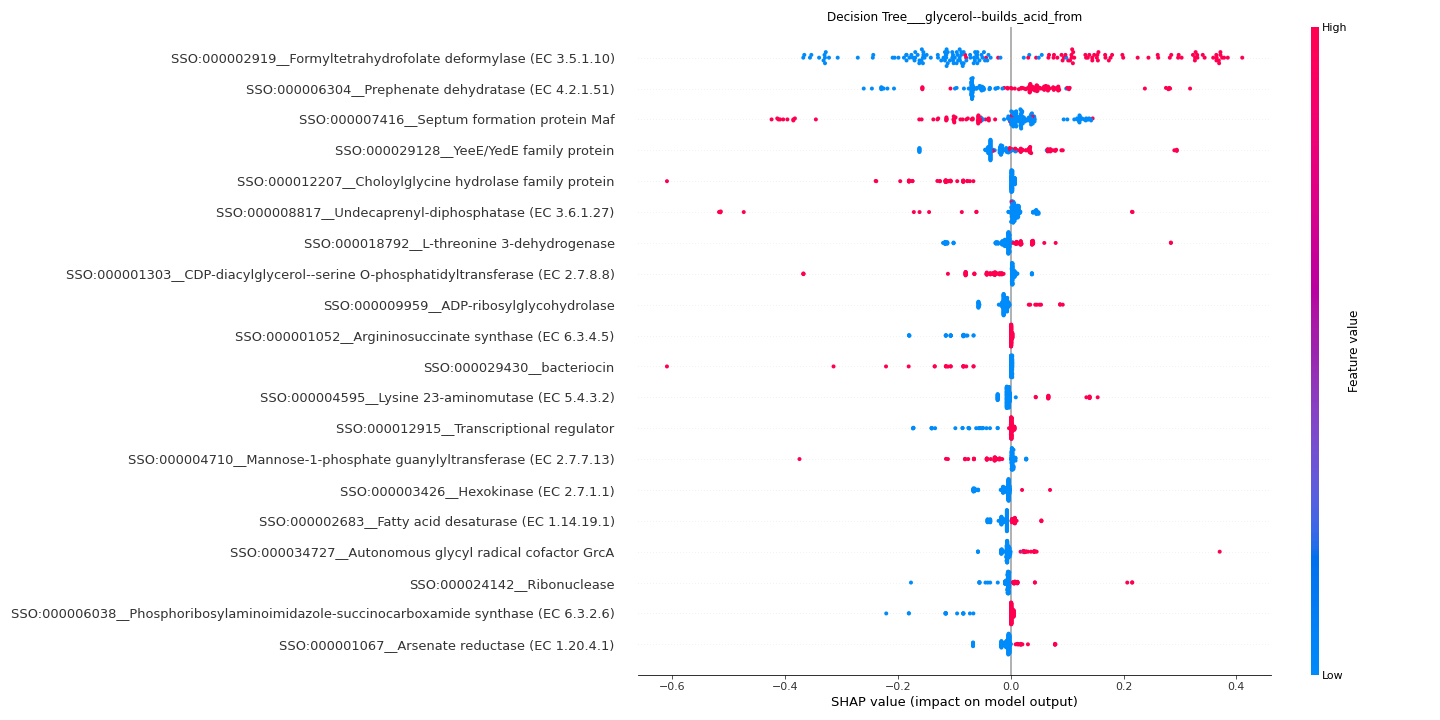 Decision Tree___glycerol--builds_acid_from
High
SSO:000002919__Formyltetrahydrofolate deformylase (EC 3.5.1.10)
SSO:000006304__Prephenate dehydratase (EC 4.2.1.51)
SSO:000007416__Septum formation protein Maf
SSO:000029128__YeeE/YedE family protein
SSO:000012207__Choloylglycine hydrolase family protein
SSO:000008817__Undecaprenyl-diphosphatase (EC 3.6.1.27)
SSO:000018792__L-threonine 3-dehydrogenase
SSO:000001303__CDP-diacylglycerol--serine O-phosphatidyltransferase (EC 2.7.8.8)
SSO:000009959__ADP-ribosylglycohydrolase
SSO:000001052__Argininosuccinate synthase (EC 6.3.4.5)
SSO:000029430__bacteriocin
SSO:000004595__Lysine 23-aminomutase (EC 5.4.3.2)
SSO:000012915__Transcriptional regulator
SSO:000004710__Mannose-1-phosphate guanylyltransferase (EC 2.7.7.13)
SSO:000003426__Hexokinase (EC 2.7.1.1)
SSO:000002683__Fatty acid desaturase (EC 1.14.19.1)
SSO:000034727__Autonomous glycyl radical cofactor GrcA
SSO:000024142__Ribonuclease
SSO:000006038__Phosphoribosylaminoimidazole-succinocarboxamide synthase (EC 6.3.2.6)
SSO:000001067__Arsenate reductase (EC 1.20.4.1)
Feature value
Low
−0.6 −0.4 −0.2 0.0 0.2 0.4
SHAP value (impact on model output)